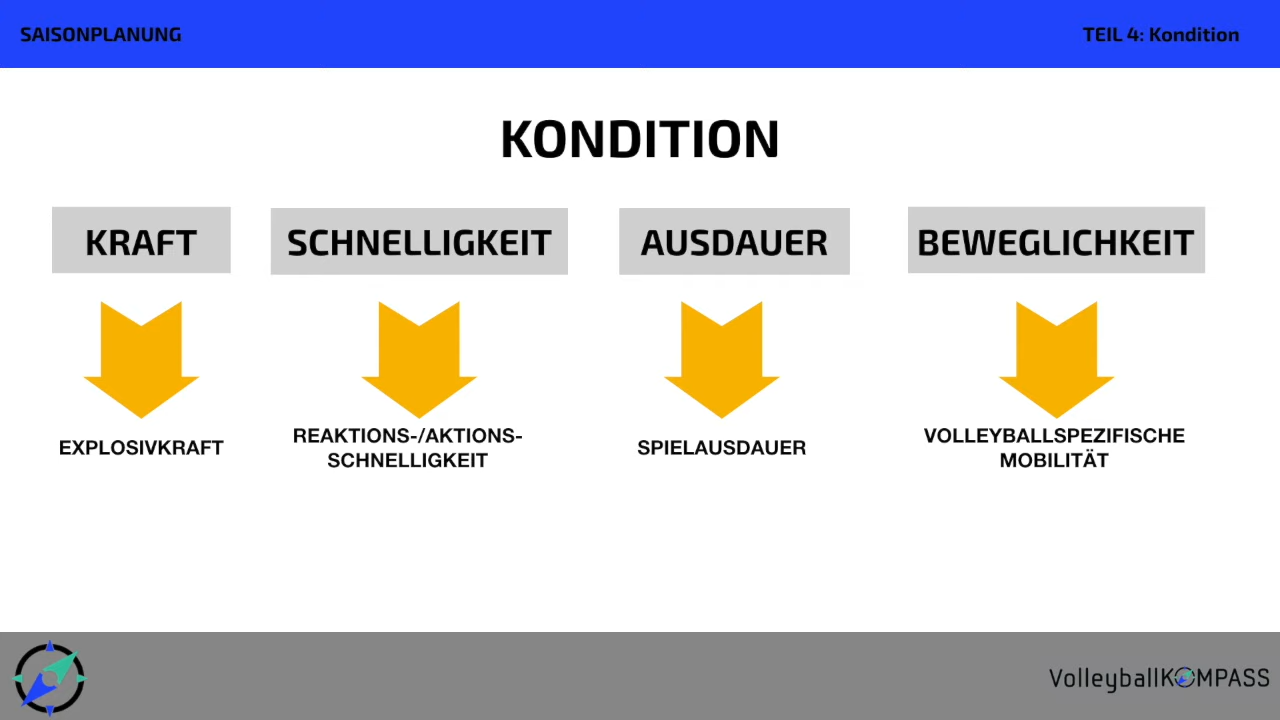 SAISONPLANUNG
TEIL 4: Kondition
KONDITION
KRAFT
SCHNELLIGKEIT
AUSDAUER
BEWEGLICHKEIT
EXPLOSIVKRAFT
REAKTIONS-/AKTIONS-
SCHNELLIGKEIT
SPIELAUSDAUER
VOLLEYBALLSPEZIFISCHE
MOBILITÄT
VolleyballKOMPASS